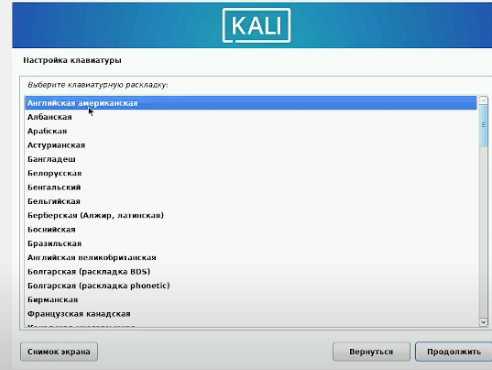 KALI
Настройка клавиатуры
Выберите клавиатурную раскладку:
Английская американская
Албанская
Арабская
Астурианская
Бангладеш
Белорусская
Бенгальский
Бельгийская
Берберская (Алжир, латинская)
Боснийская
Бразильская
Английская великобританская
Болгарская (раскладка BDS)
Болгарская (раскладка phonetic)
Бирманская
Французская канадская
Снимок экрана
Вернуться
Продолжить